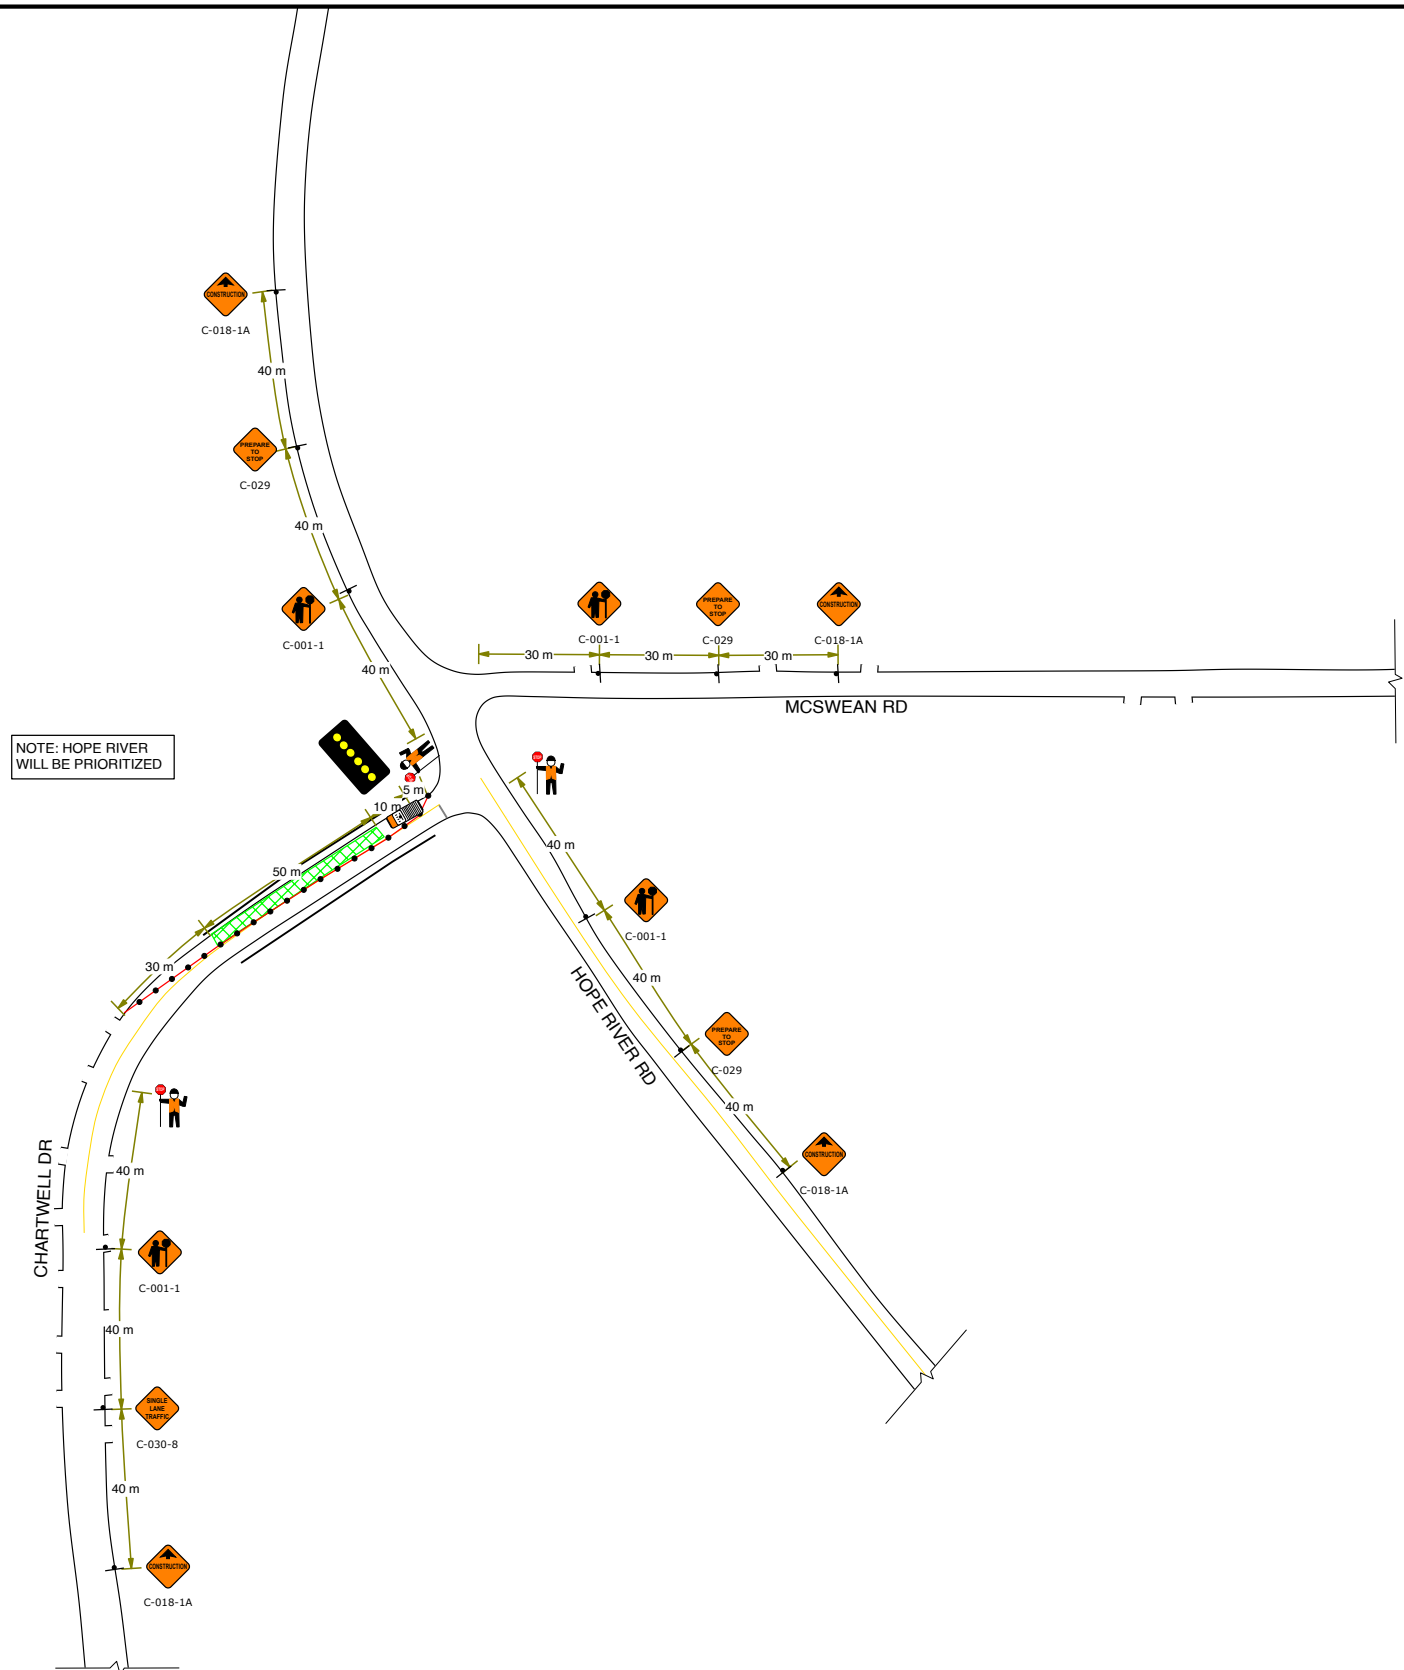 CONSTRUCTION
C-018-1A
40 m
PREPARE
TO
STOP
C-029
40 m
C-001-1
40 m
C-001-1
PREPARE
TO
STOP
C-029
CONSTRUCTION
C-018-1A
30 m
30 m
30 m
MCSWEAN RD
NOTE: HOPE RIVER
WILL BE PRIORITIZED
STOP
5 m
10 m
50 m
30 m
STOP
40 m
C-001-1
40 m
PREPARE
TO
STOP
C-029
40 m
CONSTRUCTION
C-018-1A
HOPE RIVER RD
STOP
40 m
CHARTWELL DR
C-001-1
40 m
SINGLE
LANE
TRAFFIC
C-030-8
40 m
CONSTRUCTION
C-018-1A